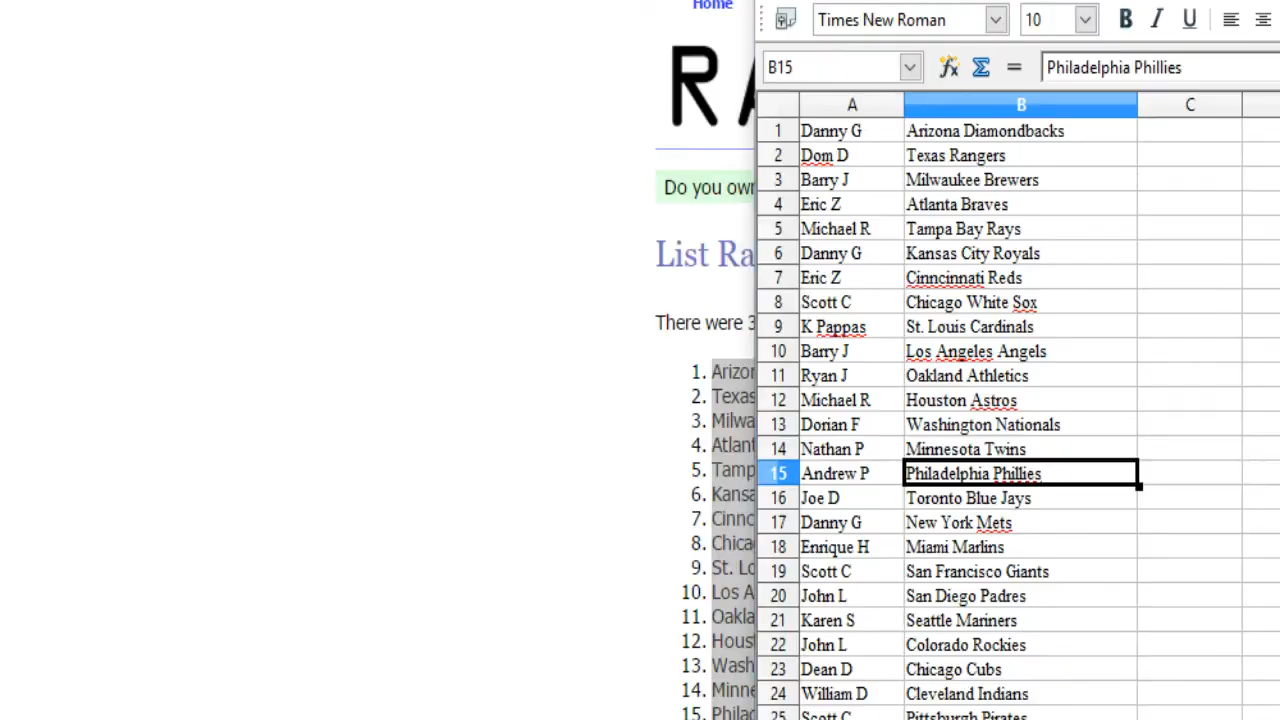 Home
Times New Roman 10 B I U
B15 = Philadelphia Phillies
RA
A B C
1 Danny G Arizona Diamondbacks
2 Dom D Texas Rangers
3 Barry J Milwaukee Brewers
4 Eric Z Atlanta Braves
5 Michael R Tampa Bay Rays
6 Danny G Kansas City Royals
7 Eric Z Cinncinnati Reds
8 Scott C Chicago White Sox
9 K Pappas St. Louis Cardinals
10 Barry J Los Angeles Angels
11 Ryan J Oakland Athletics
12 Michael R Houston Astros
13 Dorian F Washington Nationals
14 Nathan P Minnesota Twins
15 Andrew P Philadelphia Phillies
16 Joe D Toronto Blue Jays
17 Danny G New York Mets
18 Enrique H Miami Marlins
19 Scott C San Francisco Giants
20 John L San Diego Padres
21 Karen S Seattle Mariners
22 John L Colorado Rockies
23 Dean D Chicago Cubs
24 William D Cleveland Indians
25 Scott C Pittsburgh Pirates
Do you own
List Ra
There were 3
1. Arizon
2. Texas
3. Milwa
4. Atlant
5. Tamp
6. Kansa
7. Cinnc
8. Chica
9. St. Lo
10. Los A
11. Oakla
12. Houst
13. Wash
14. Minne
15. Philad